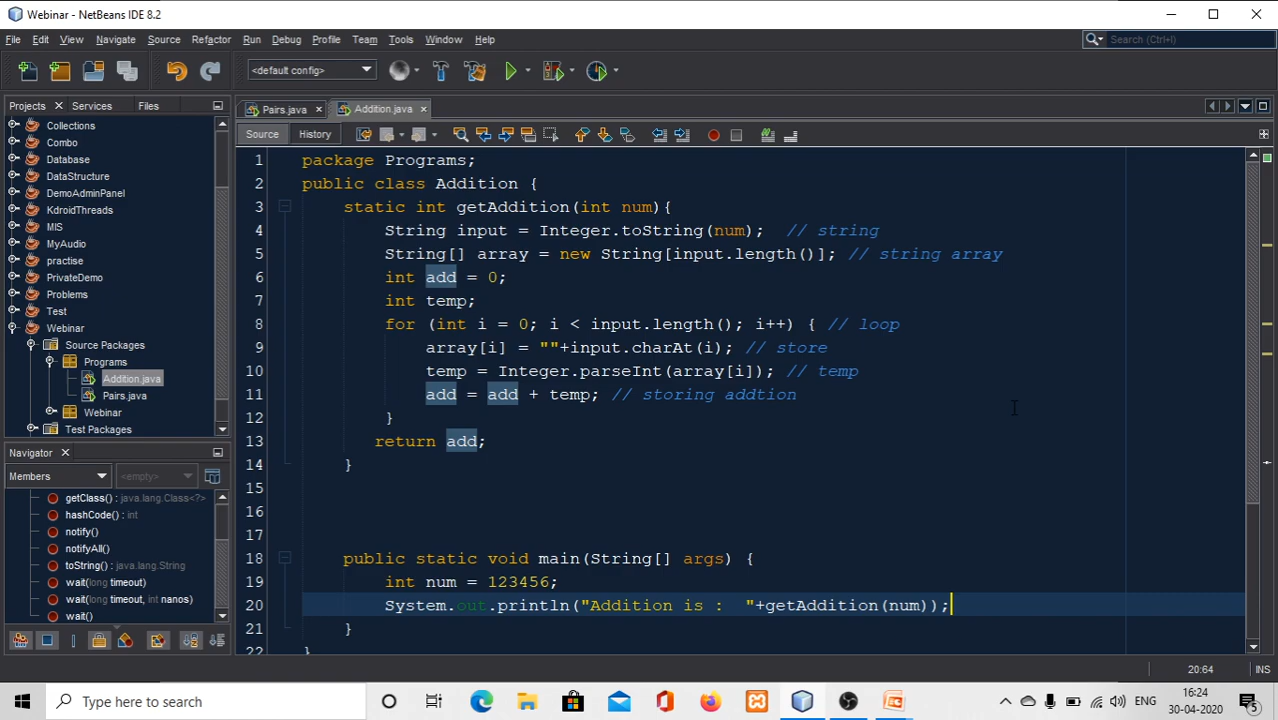 Webinar - NetBeans IDE 8.2
File Edit View Navigate Source Refactor Run Debug Profile Team Tools Window Help
Search (Ctrl+I)
<default config>
Projects Services Files
Pairs.java Addition.java
Source History
Collections
Combo
Database
DataStructure
DemoAdminPanel
KdroidThreads
MIS
MyAudio
practise
PrivateDemo
Problems
Test
Webinar
Source Packages
Programs
Addition.java
Pairs.java
Webinar
Test Packages
Navigator
Members <empty>
getClass() : java.lang.Class<?>
hashCode() : int
notify()
notifyAll()
toString() : java.lang.String
wait(long timeout)
wait(long timeout, int nanos)
wait()
1 package Programs;
2 public class Addition {
3 static int getAddition(int num){
4 String input = Integer.toString(num); // string
5 String[] array = new String[input.length()]; // string array
6 int add = 0;
7 int temp;
8 for (int i = 0; i < input.length(); i++) { // loop
9 array[i] = ""+input.charAt(i); // store
10 temp = Integer.parseInt(array[i]); // temp
11 add = add + temp; // storing addtion
12 }
13 return add;
14 }
15
16
17
18 public static void main(String[] args) {
19 int num = 123456;
20 System.out.println("Addition is :  "+getAddition(num));
21 }
22 }
20:64 INS
Type here to search
ENG
16:24
30-04-2020
5